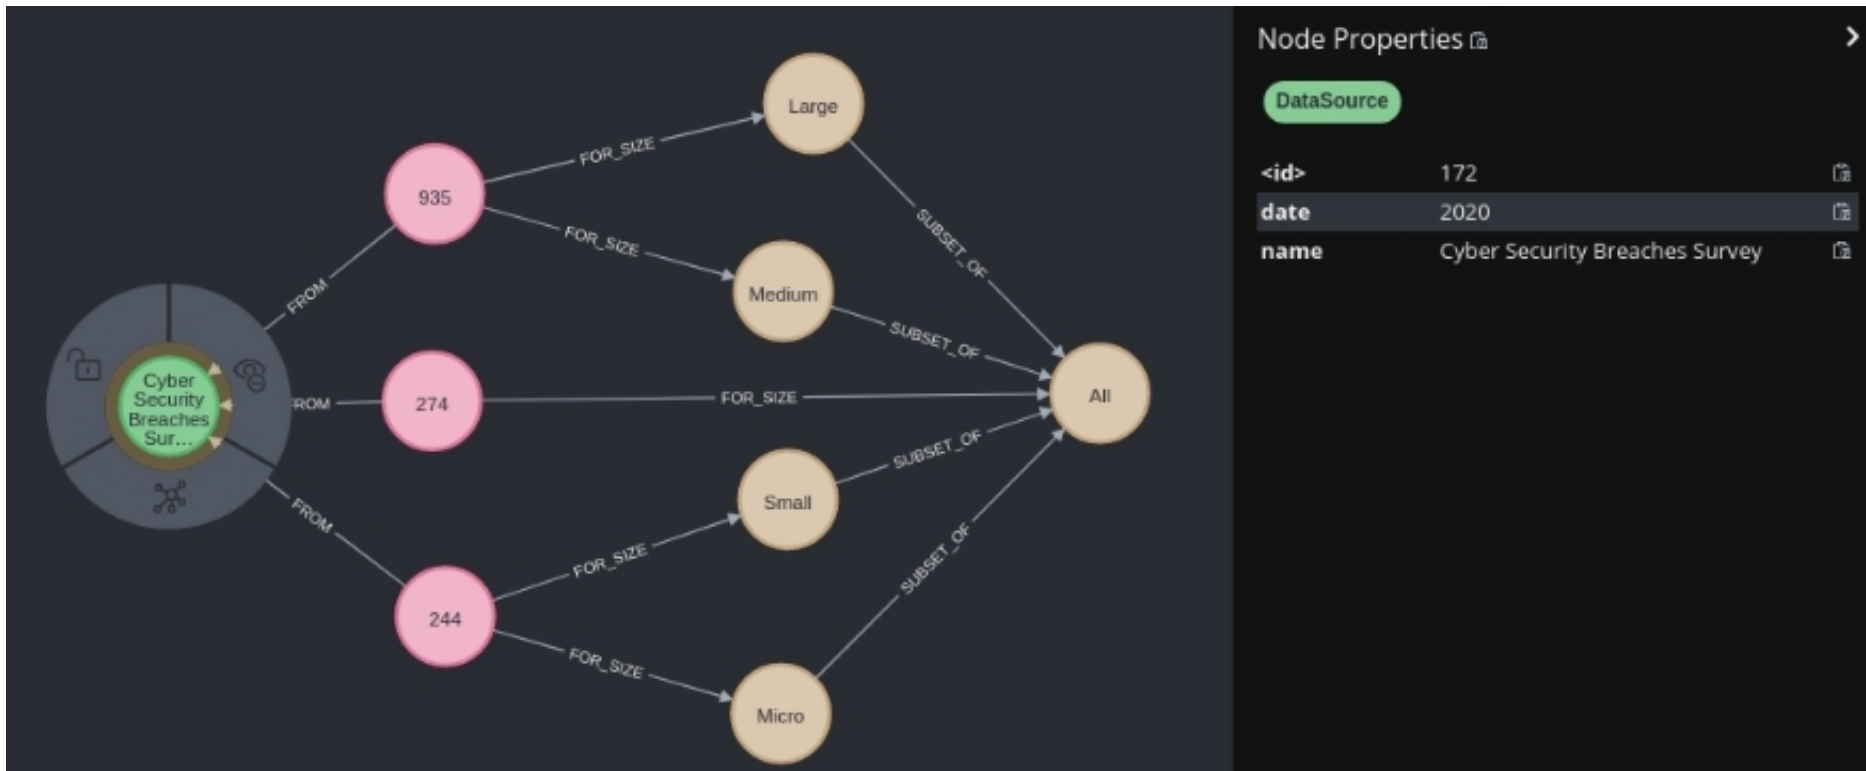 Large
FOR_SIZE
935
FOR_SIZE
SUBSET_OF
Medium
FROM
SUBSET_OF
Cyber
Security
Breaches
Sur...
FROM
274
FOR_SIZE
All
SUBSET_OF
Small
FROM
FOR_SIZE
SUBSET_OF
244
FOR_SIZE
Micro
Node Properties
DataSource
<id> 172
date 2020
name Cyber Security Breaches Survey